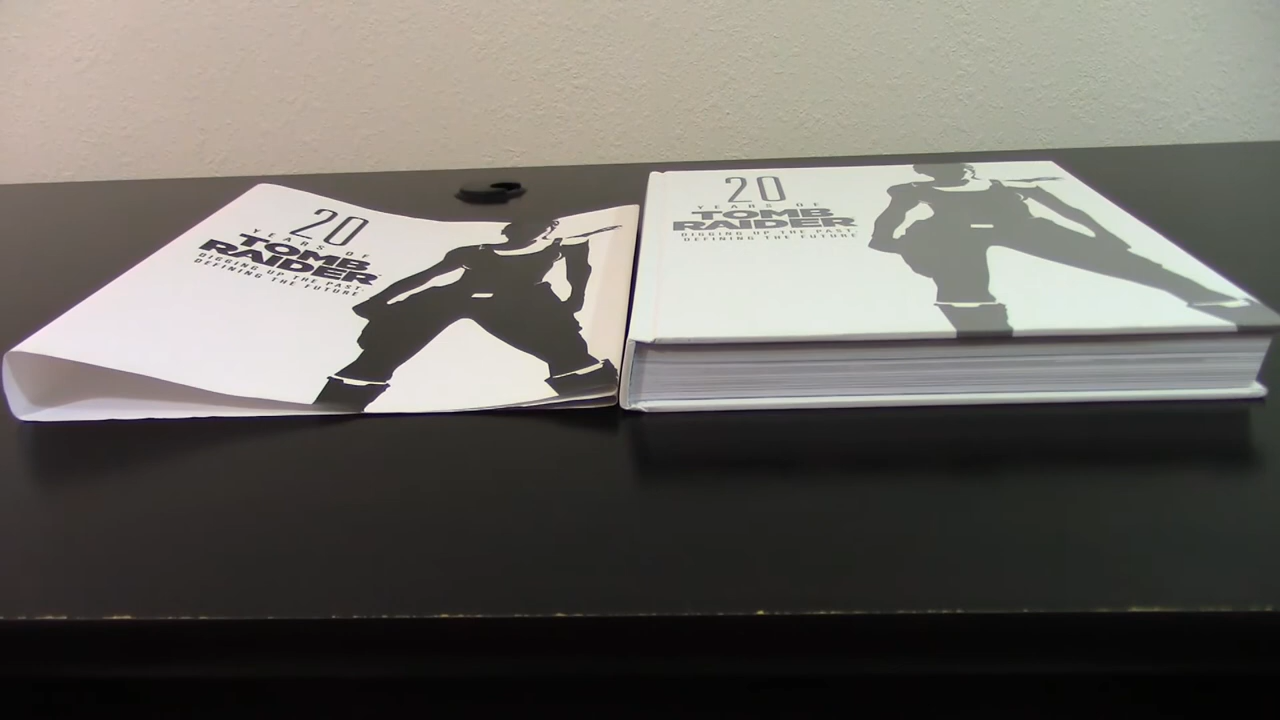 20
YEARS OF
TOMB
RAIDER
DIGGING UP THE PAST,
DEFINING THE FUTURE
20
YEARS OF
TOMB
RAIDER
DIGGING UP THE PAST,
DEFINING THE FUTURE